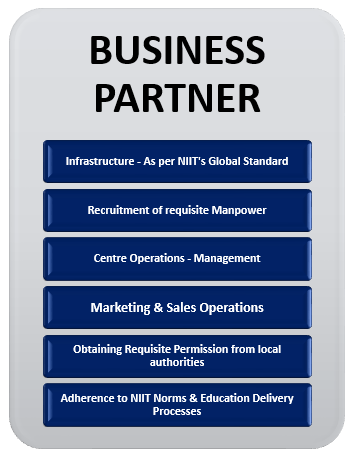 BUSINESS
PARTNER
Infrastructure - As per NIIT's Global Standard
Recruitment of requisite Manpower
Centre Operations - Management
Marketing & Sales Operations
Obtaining Requisite Permission from local
authorities
Adherence to NIIT Norms & Education Delivery
Processes